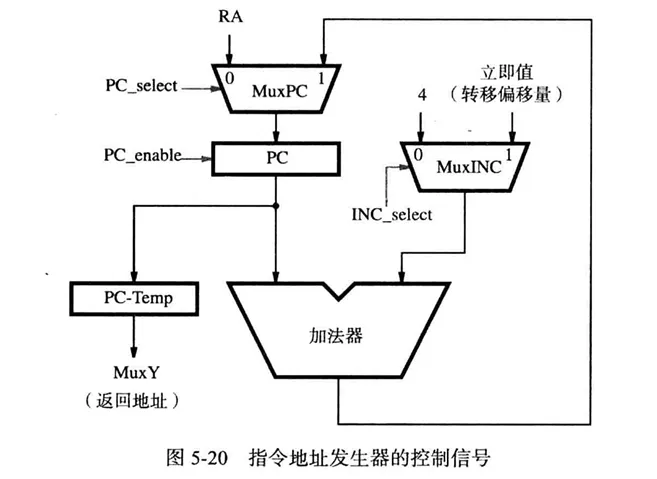 RA
0 1
PC_select
MuxPC
立即值
4 （转移偏移量）
PC_enable
PC
0 1
MuxINC
INC_select
PC-Temp
加法器
MuxY
（返回地址）
图 5-20 指令地址发生器的控制信号